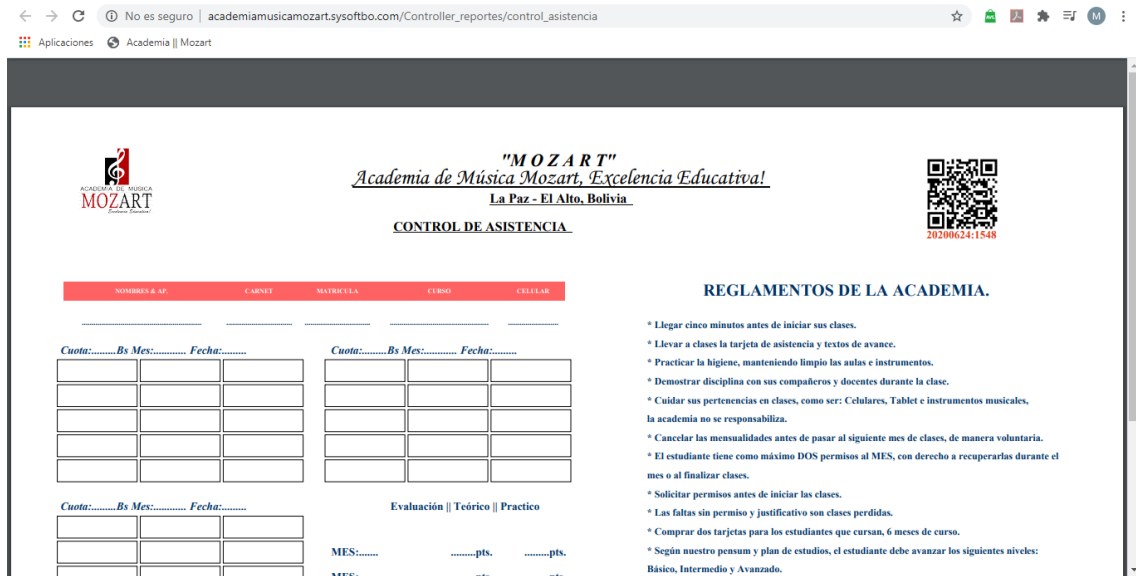 No es seguro | academiamusicamozart.sysoftbo.com/Controller_reportes/control_asistencia
M
Aplicaciones Academia || Mozart
ACADEMIA DE MÚSICA
MOZART
Excelencia Educativa!
"M O Z A R T"
Academia de Música Mozart, Excelencia Educativa!
La Paz - El Alto, Bolivia
CONTROL DE ASISTENCIA
20200624:1548
NOMBRES & AP. CARNET MATRICULA CURSO CELULAR
Cuota:.........Bs Mes:............ Fecha:.........
Cuota:.........Bs Mes:............ Fecha:.........
Cuota:.........Bs Mes:............ Fecha:.........
Evaluación || Teórico || Practico
MES:....... .........pts. .........pts.
MES:....... .........pts. .........pts.
REGLAMENTOS DE LA ACADEMIA.
* Llegar cinco minutos antes de iniciar sus clases.
* Llevar a clases la tarjeta de asistencia y textos de avance.
* Practicar la higiene, manteniendo limpio las aulas e instrumentos.
* Demostrar disciplina con sus compañeros y docentes durante la clase.
* Cuidar sus pertenencias en clases, como ser: Celulares, Tablet e instrumentos musicales,
la academia no se responsabiliza.
* Cancelar las mensualidades antes de pasar al siguiente mes de clases, de manera voluntaria.
* El estudiante tiene como máximo DOS permisos al MES, con derecho a recuperarlas durante el
mes o al finalizar clases.
* Solicitar permisos antes de iniciar las clases.
* Las faltas sin permiso y justificativo son clases perdidas.
* Comprar dos tarjetas para los estudiantes que cursan, 6 meses de curso.
* Según nuestro pensum y plan de estudios, el estudiante debe avanzar los siguientes niveles:
Básico, Intermedio y Avanzado.